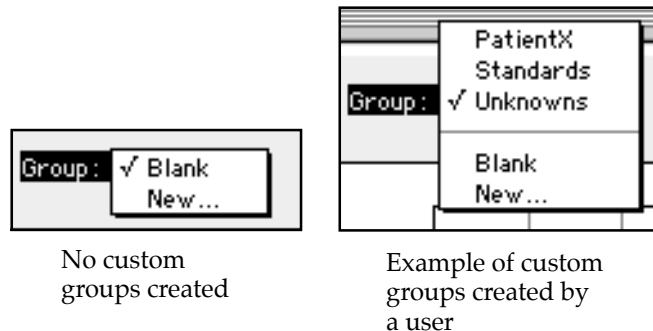 Group: √ Blank
New...
No custom
groups created
PatientX
Standards
Group: √ Unknowns
Blank
New...
Example of custom
groups created by
a user